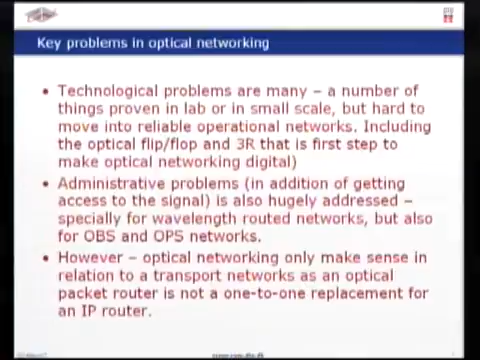 Key problems in optical networking
• Technological problems are many – a number of
things proven in lab or in small scale, but hard to
move into reliable operational networks. Including
the optical flip/flop and 3R that is first step to
make optical networking digital)
• Administrative problems (in addition of getting
access to the signal) is also hugely addressed –
specially for wavelength routed networks, but also
for OBS and OPS networks.
• However – optical networking only make sense in
relation to a transport networks as an optical
packet router is not a one-to-one replacement for
an IP router.